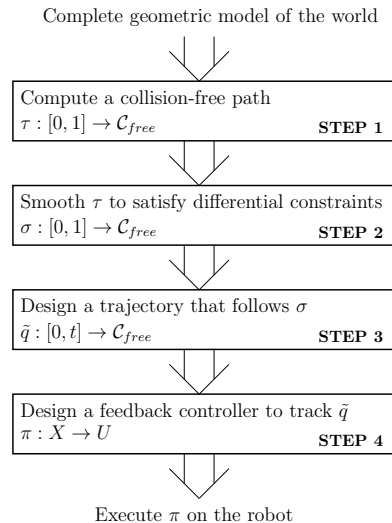 Complete geometric model of the world
Compute a collision-free path
τ : [0, 1] → C_free
STEP 1
Smooth τ to satisfy differential constraints
σ : [0, 1] → C_free
STEP 2
Design a trajectory that follows σ
q̃ : [0, t] → C_free
STEP 3
Design a feedback controller to track q̃
π : X → U
STEP 4
Execute π on the robot